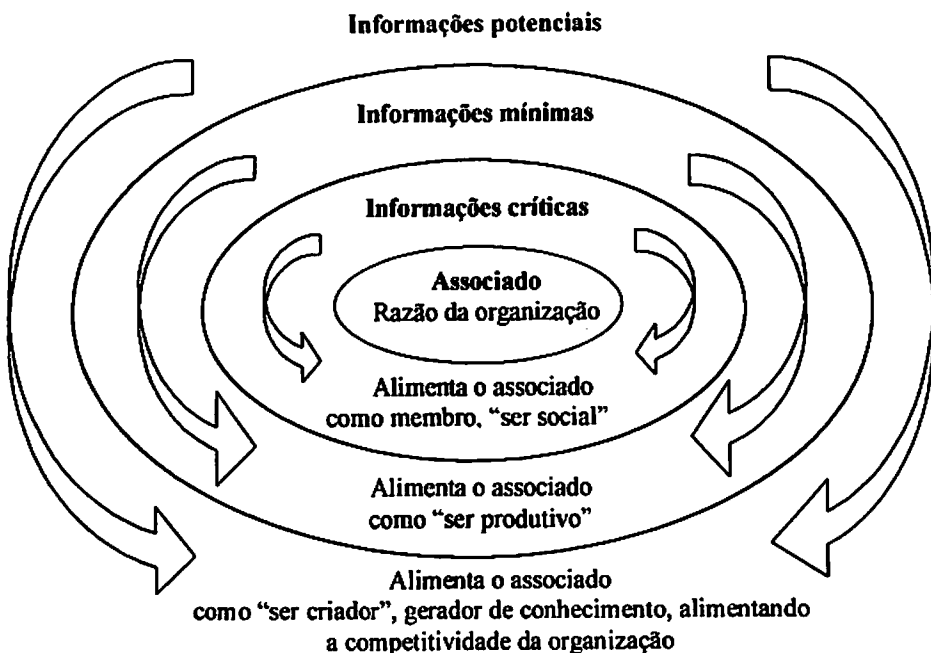 Informações potenciais
Informações mínimas
Informações críticas
Associado
Razão da organização
Alimenta o associado
como membro, “ser social”
Alimenta o associado
como “ser produtivo”
Alimenta o associado
como “ser criador”, gerador de conhecimento, alimentando
a competitividade da organização